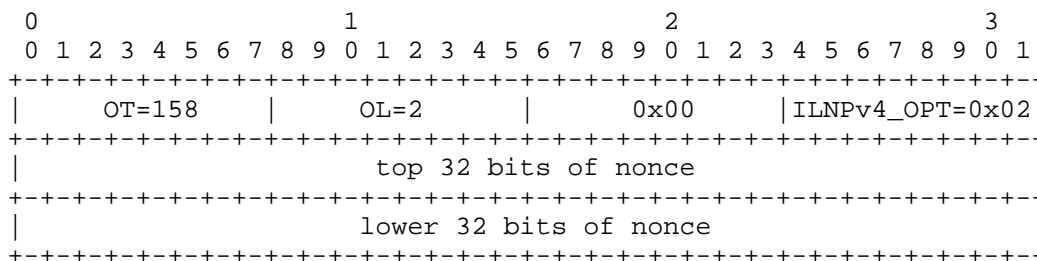 0                   1                   2                   3
 0 1 2 3 4 5 6 7 8 9 0 1 2 3 4 5 6 7 8 9 0 1 2 3 4 5 6 7 8 9 0 1
+-+-+-+-+-+-+-+-+-+-+-+-+-+-+-+-+-+-+-+-+-+-+-+-+-+-+-+-+-+-+-+--
|     OT=158    |     OL=2      |      0x00     |ILNPv4_OPT=0x02
+-+-+-+-+-+-+-+-+-+-+-+-+-+-+-+-+-+-+-+-+-+-+-+-+-+-+-+-+-+-+-+--
|                      top 32 bits of nonce
+-+-+-+-+-+-+-+-+-+-+-+-+-+-+-+-+-+-+-+-+-+-+-+-+-+-+-+-+-+-+-+--
|                     lower 32 bits of nonce
+-+-+-+-+-+-+-+-+-+-+-+-+-+-+-+-+-+-+-+-+-+-+-+-+-+-+-+-+-+-+-+--